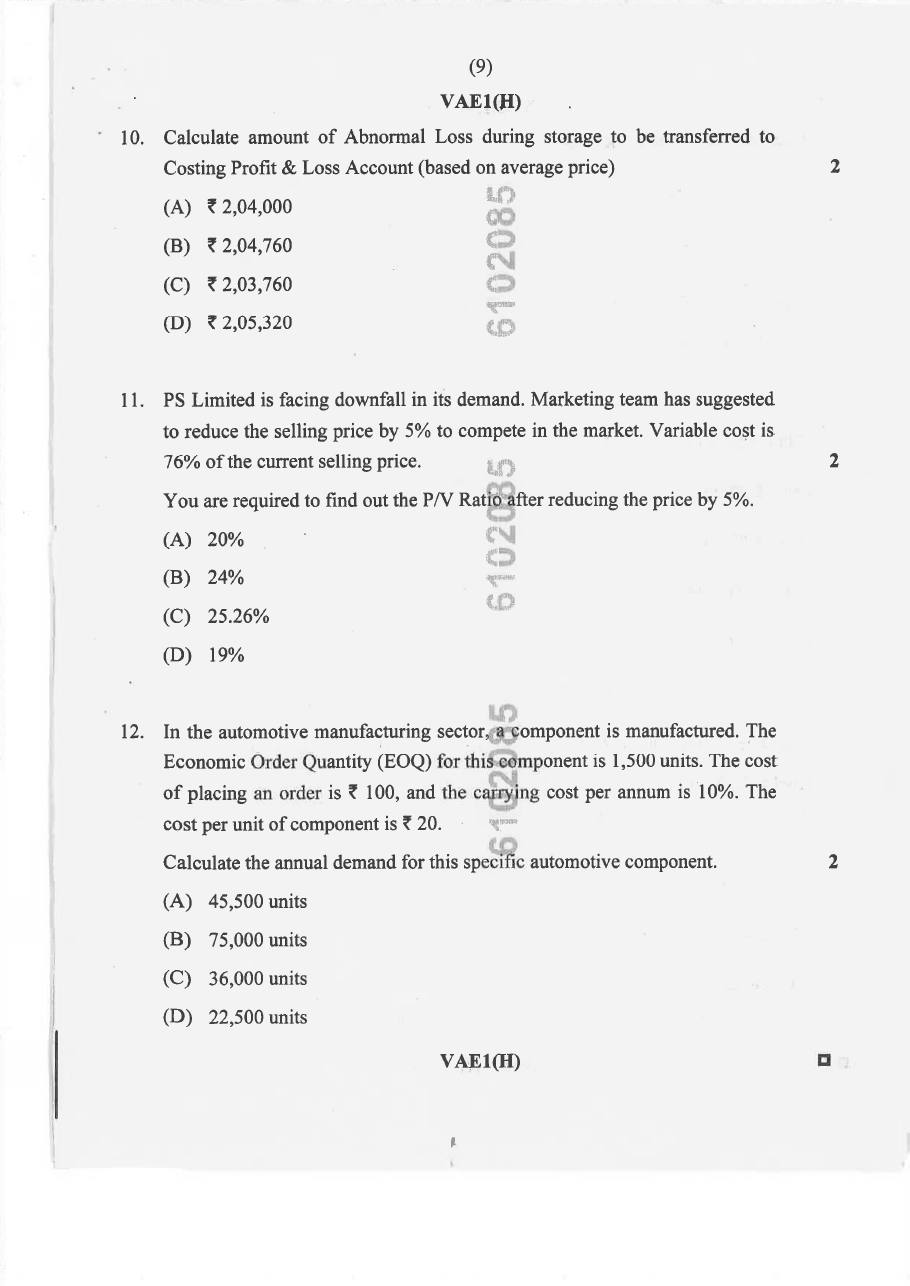 (9)
VAE1(H)
10. Calculate amount of Abnormal Loss during storage to be transferred to
Costing Profit & Loss Account (based on average price) 2
(A) ₹ 2,04,000
(B) ₹ 2,04,760
(C) ₹ 2,03,760
(D) ₹ 2,05,320
6102085
11. PS Limited is facing downfall in its demand. Marketing team has suggested
to reduce the selling price by 5% to compete in the market. Variable cost is
76% of the current selling price. 2
You are required to find out the P/V Ratio after reducing the price by 5%.
(A) 20%
(B) 24%
(C) 25.26%
(D) 19%
6102085
12. In the automotive manufacturing sector, a component is manufactured. The
Economic Order Quantity (EOQ) for this component is 1,500 units. The cost
of placing an order is ₹ 100, and the carrying cost per annum is 10%. The
cost per unit of component is ₹ 20.
Calculate the annual demand for this specific automotive component. 2
(A) 45,500 units
(B) 75,000 units
(C) 36,000 units
(D) 22,500 units
6102085
VAE1(H)